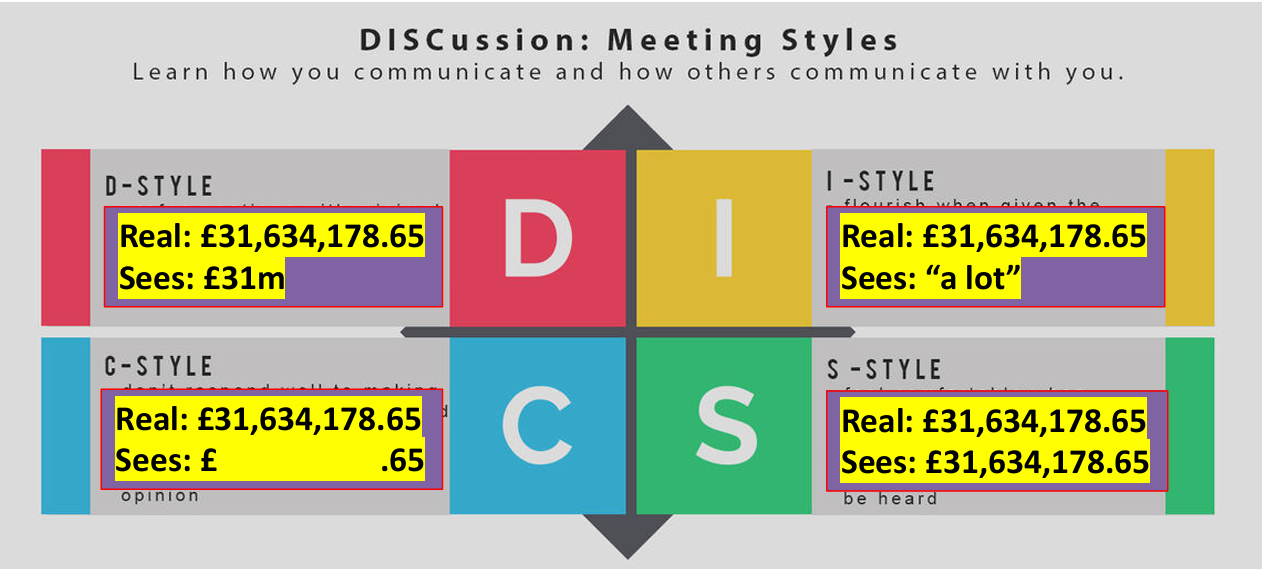 DISCussion: Meeting Styles
Learn how you communicate and how others communicate with you.
D-STYLE
Real: £31,634,178.65
Sees: £31m
D
I
I -STYLE
flourish when given the
Real: £31,634,178.65
Sees: “a lot”
C-STYLE
don't respond well to making
Real: £31,634,178.65
Sees: £ .65
opinion
C
S
S -STYLE
Real: £31,634,178.65
Sees: £31,634,178.65
be heard